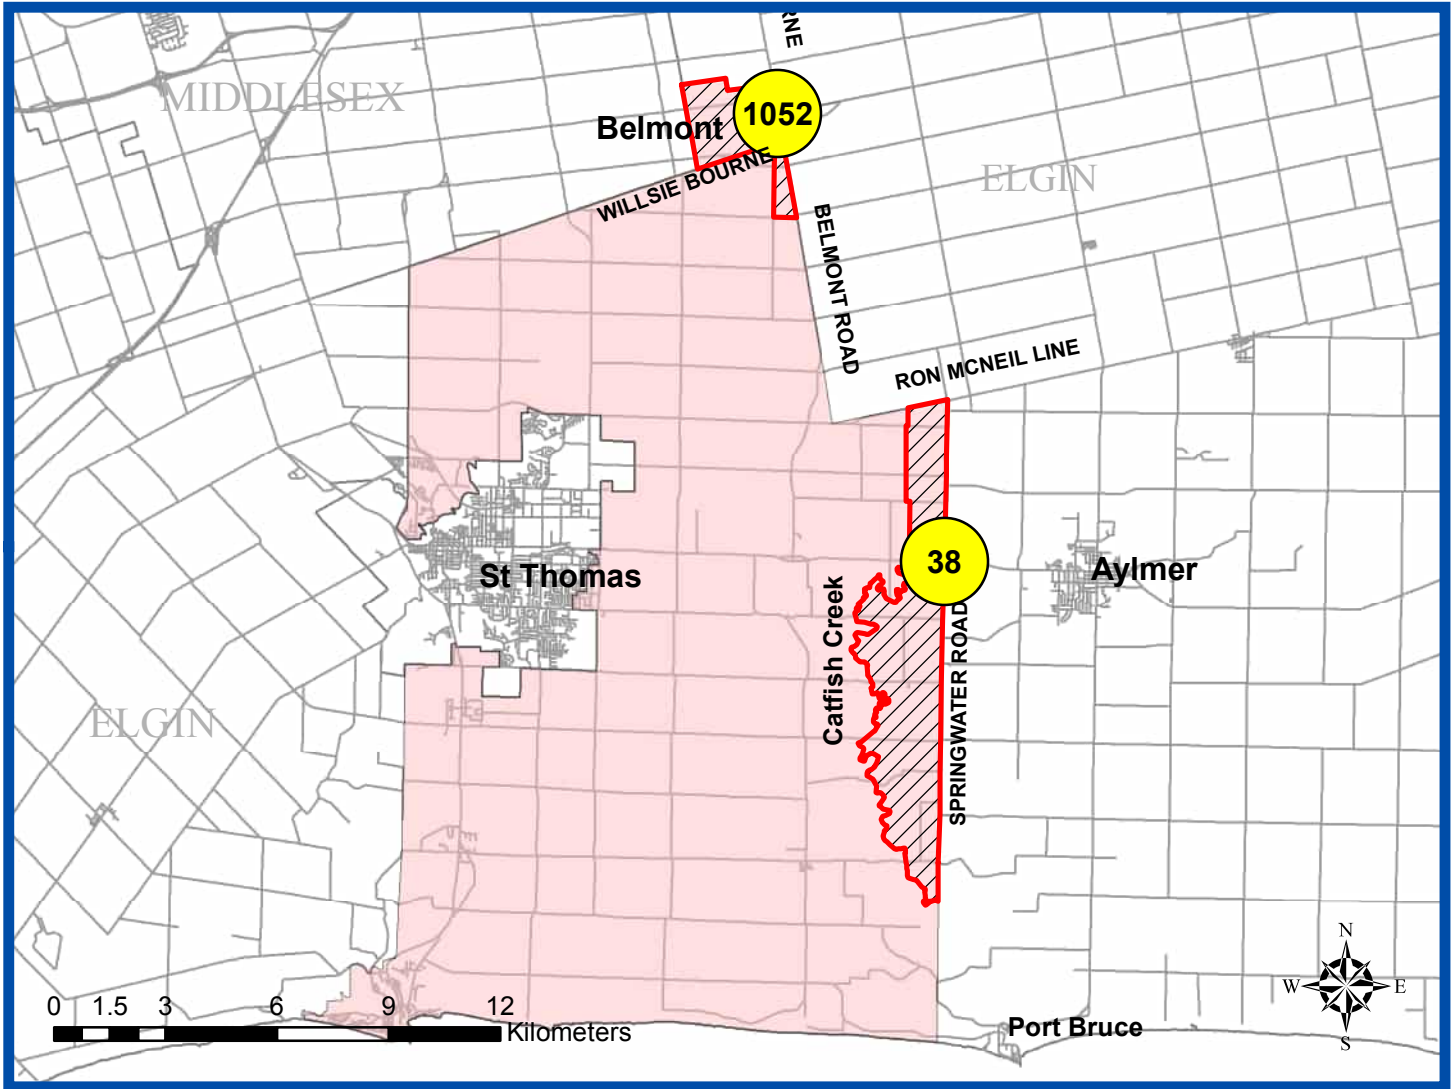 RNE
MIDDLESEX
Belmont
1052
WILLSIE BOURNE
ELGIN
BELMONT ROAD
RON MCNEIL LINE
38
St Thomas
Aylmer
Catfish Creek
SPRINGWATER ROAD
ELGIN
N
W E
S
0 1.5 3 6 9 12
Kilometers
Port Bruce